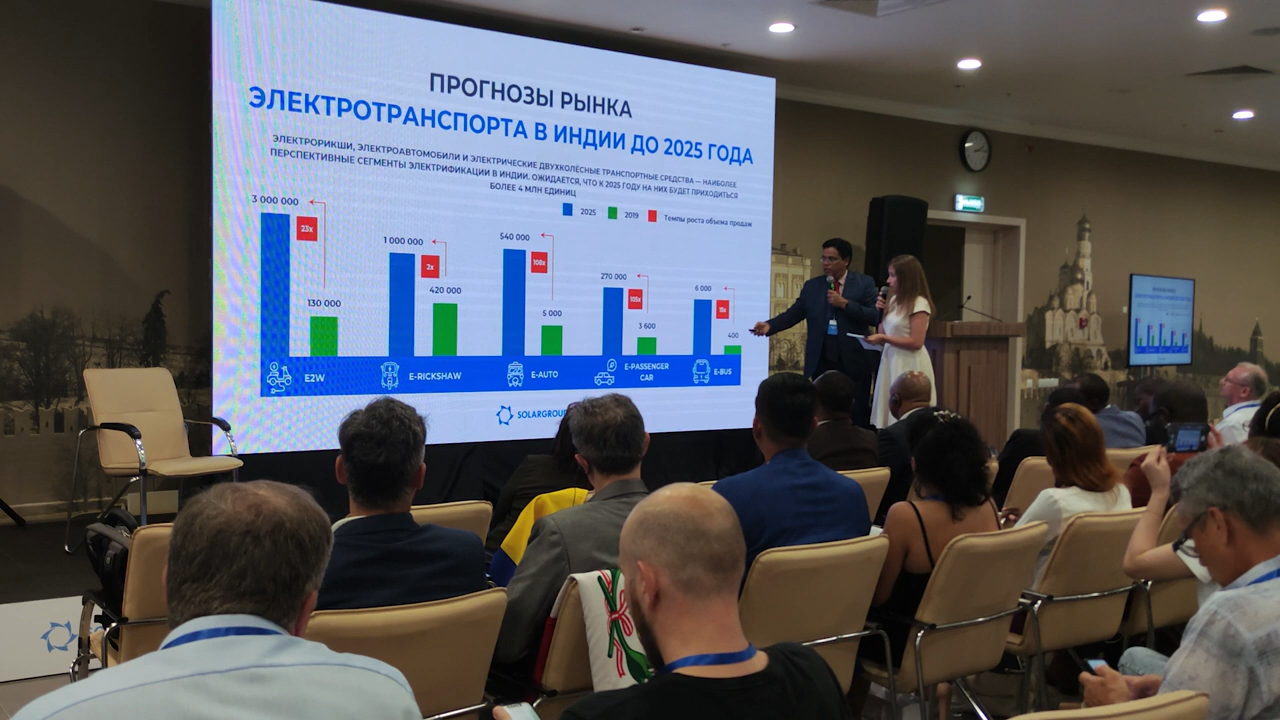 ПРОГНОЗЫ РЫНКА
ЭЛЕКТРОТРАНСПОРТА В ИНДИИ ДО 2025 ГОДА
ЭЛЕКТРОРИКШИ, ЭЛЕКТРОАВТОМОБИЛИ И ЭЛЕКТРИЧЕСКИЕ ДВУХКОЛЁСНЫЕ ТРАНСПОРТНЫЕ СРЕДСТВА — НАИБОЛЕЕ
ПЕРСПЕКТИВНЫЕ СЕГМЕНТЫ ЭЛЕКТРИФИКАЦИИ В ИНДИИ. ОЖИДАЕТСЯ, ЧТО К 2025 ГОДУ НА НИХ БУДЕТ ПРИХОДИТЬСЯ
БОЛЕЕ 4 МЛН ЕДИНИЦ
2025 2019 Темпы роста объема продаж
3 000 000
23x
130 000
1 000 000
2x
420 000
540 000
108x
5 000
270 000
105x
3 600
6 000
15x
400
E2W
E-RICKSHAW
E-AUTO
E-PASSENGER
CAR
E-BUS
SOLARGROUP